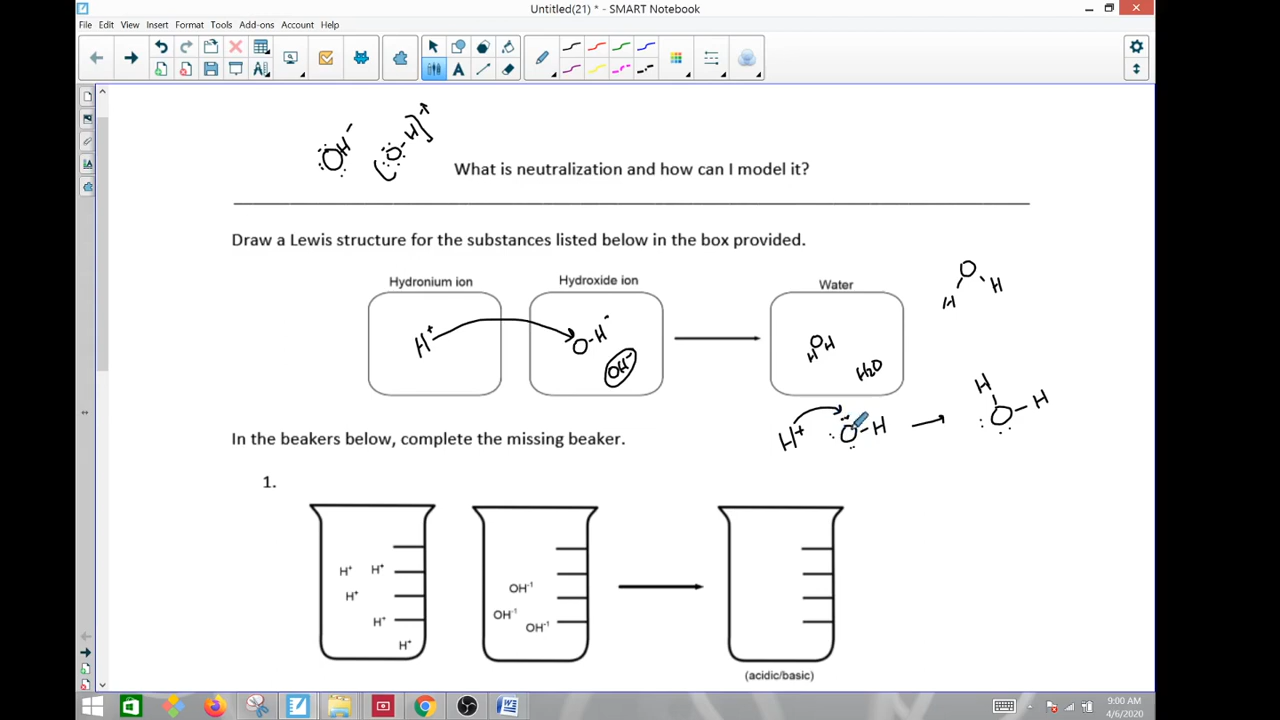 Untitled(21) * - SMART Notebook
File Edit View Insert Format Tools Add-ons Account Help
OH⁻ [:O-H]⁺
What is neutralization and how can I model it?
Draw a Lewis structure for the substances listed below in the box provided.
Hydronium ion Hydroxide ion Water
H⁺ O-H⁻ OH⁻
H O H H₂O
O
H H
H⁺ :O-H
H
:O-H
In the beakers below, complete the missing beaker.
1.
H⁺ H⁺
H⁺
H⁺
H⁺
OH⁻¹
OH⁻¹
OH⁻¹
(acidic/basic)
9:00 AM
4/6/2020